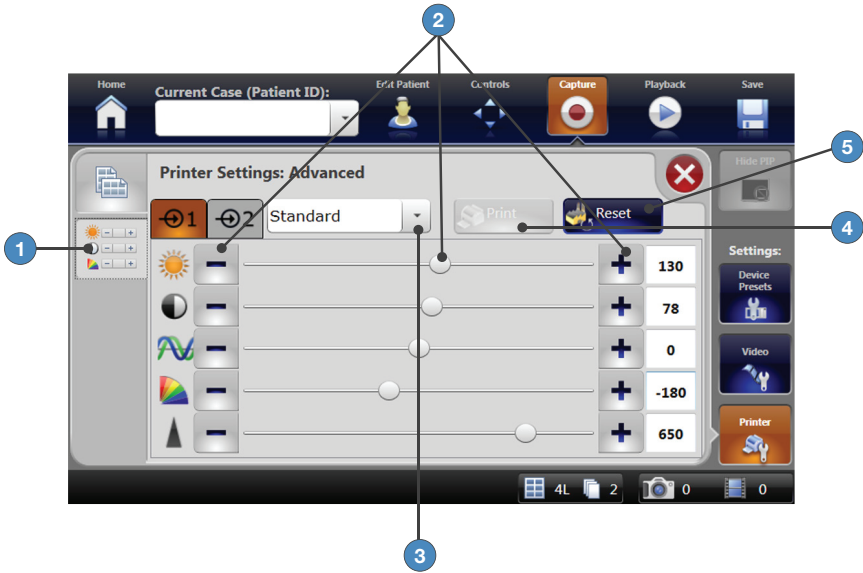 2
Home
Current Case (Patient ID):
Edit Patient
Controls
Capture
Playback
Save
Printer Settings: Advanced
Hide PIP
5
1
2
Standard
Print
Reset
4
1
Settings:
130
Device
Presets
78
0
Video
-180
Printer
650
4L
2
0
0
3